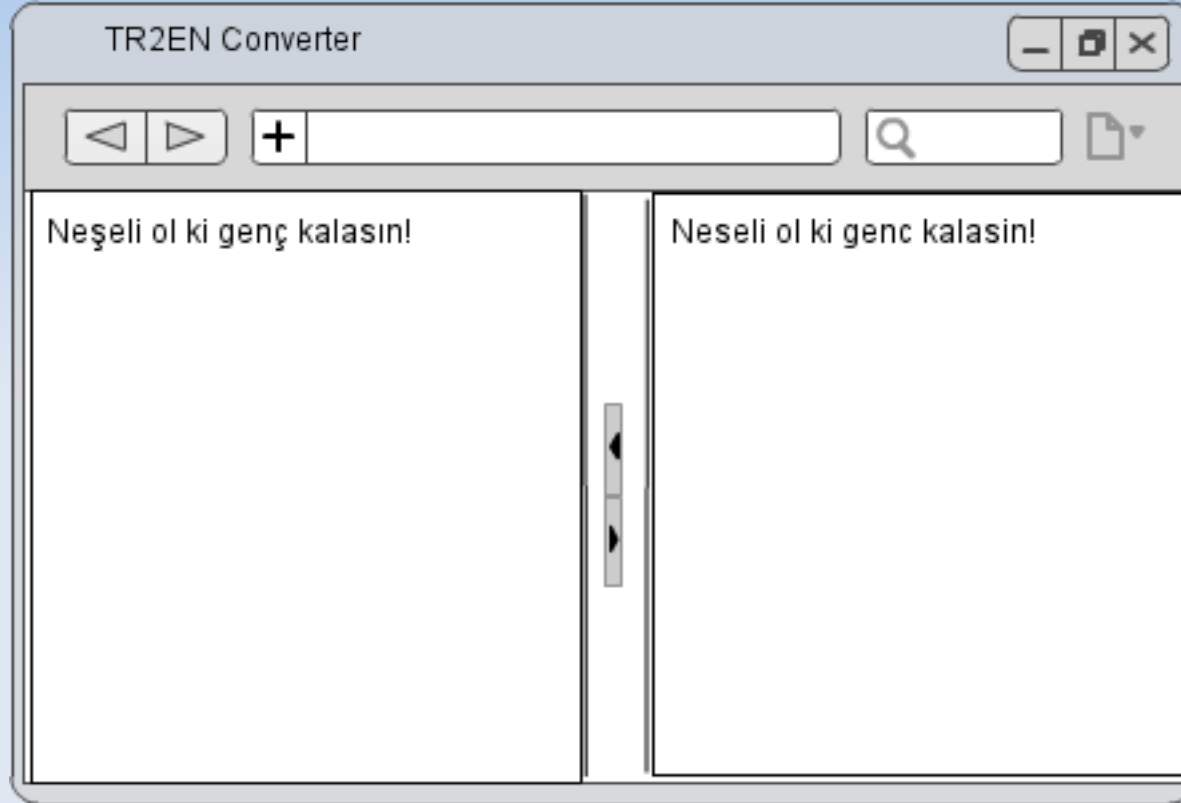 TR2EN Converter
Neşeli ol ki genç kalasın!
Neseli ol ki genc kalasin!